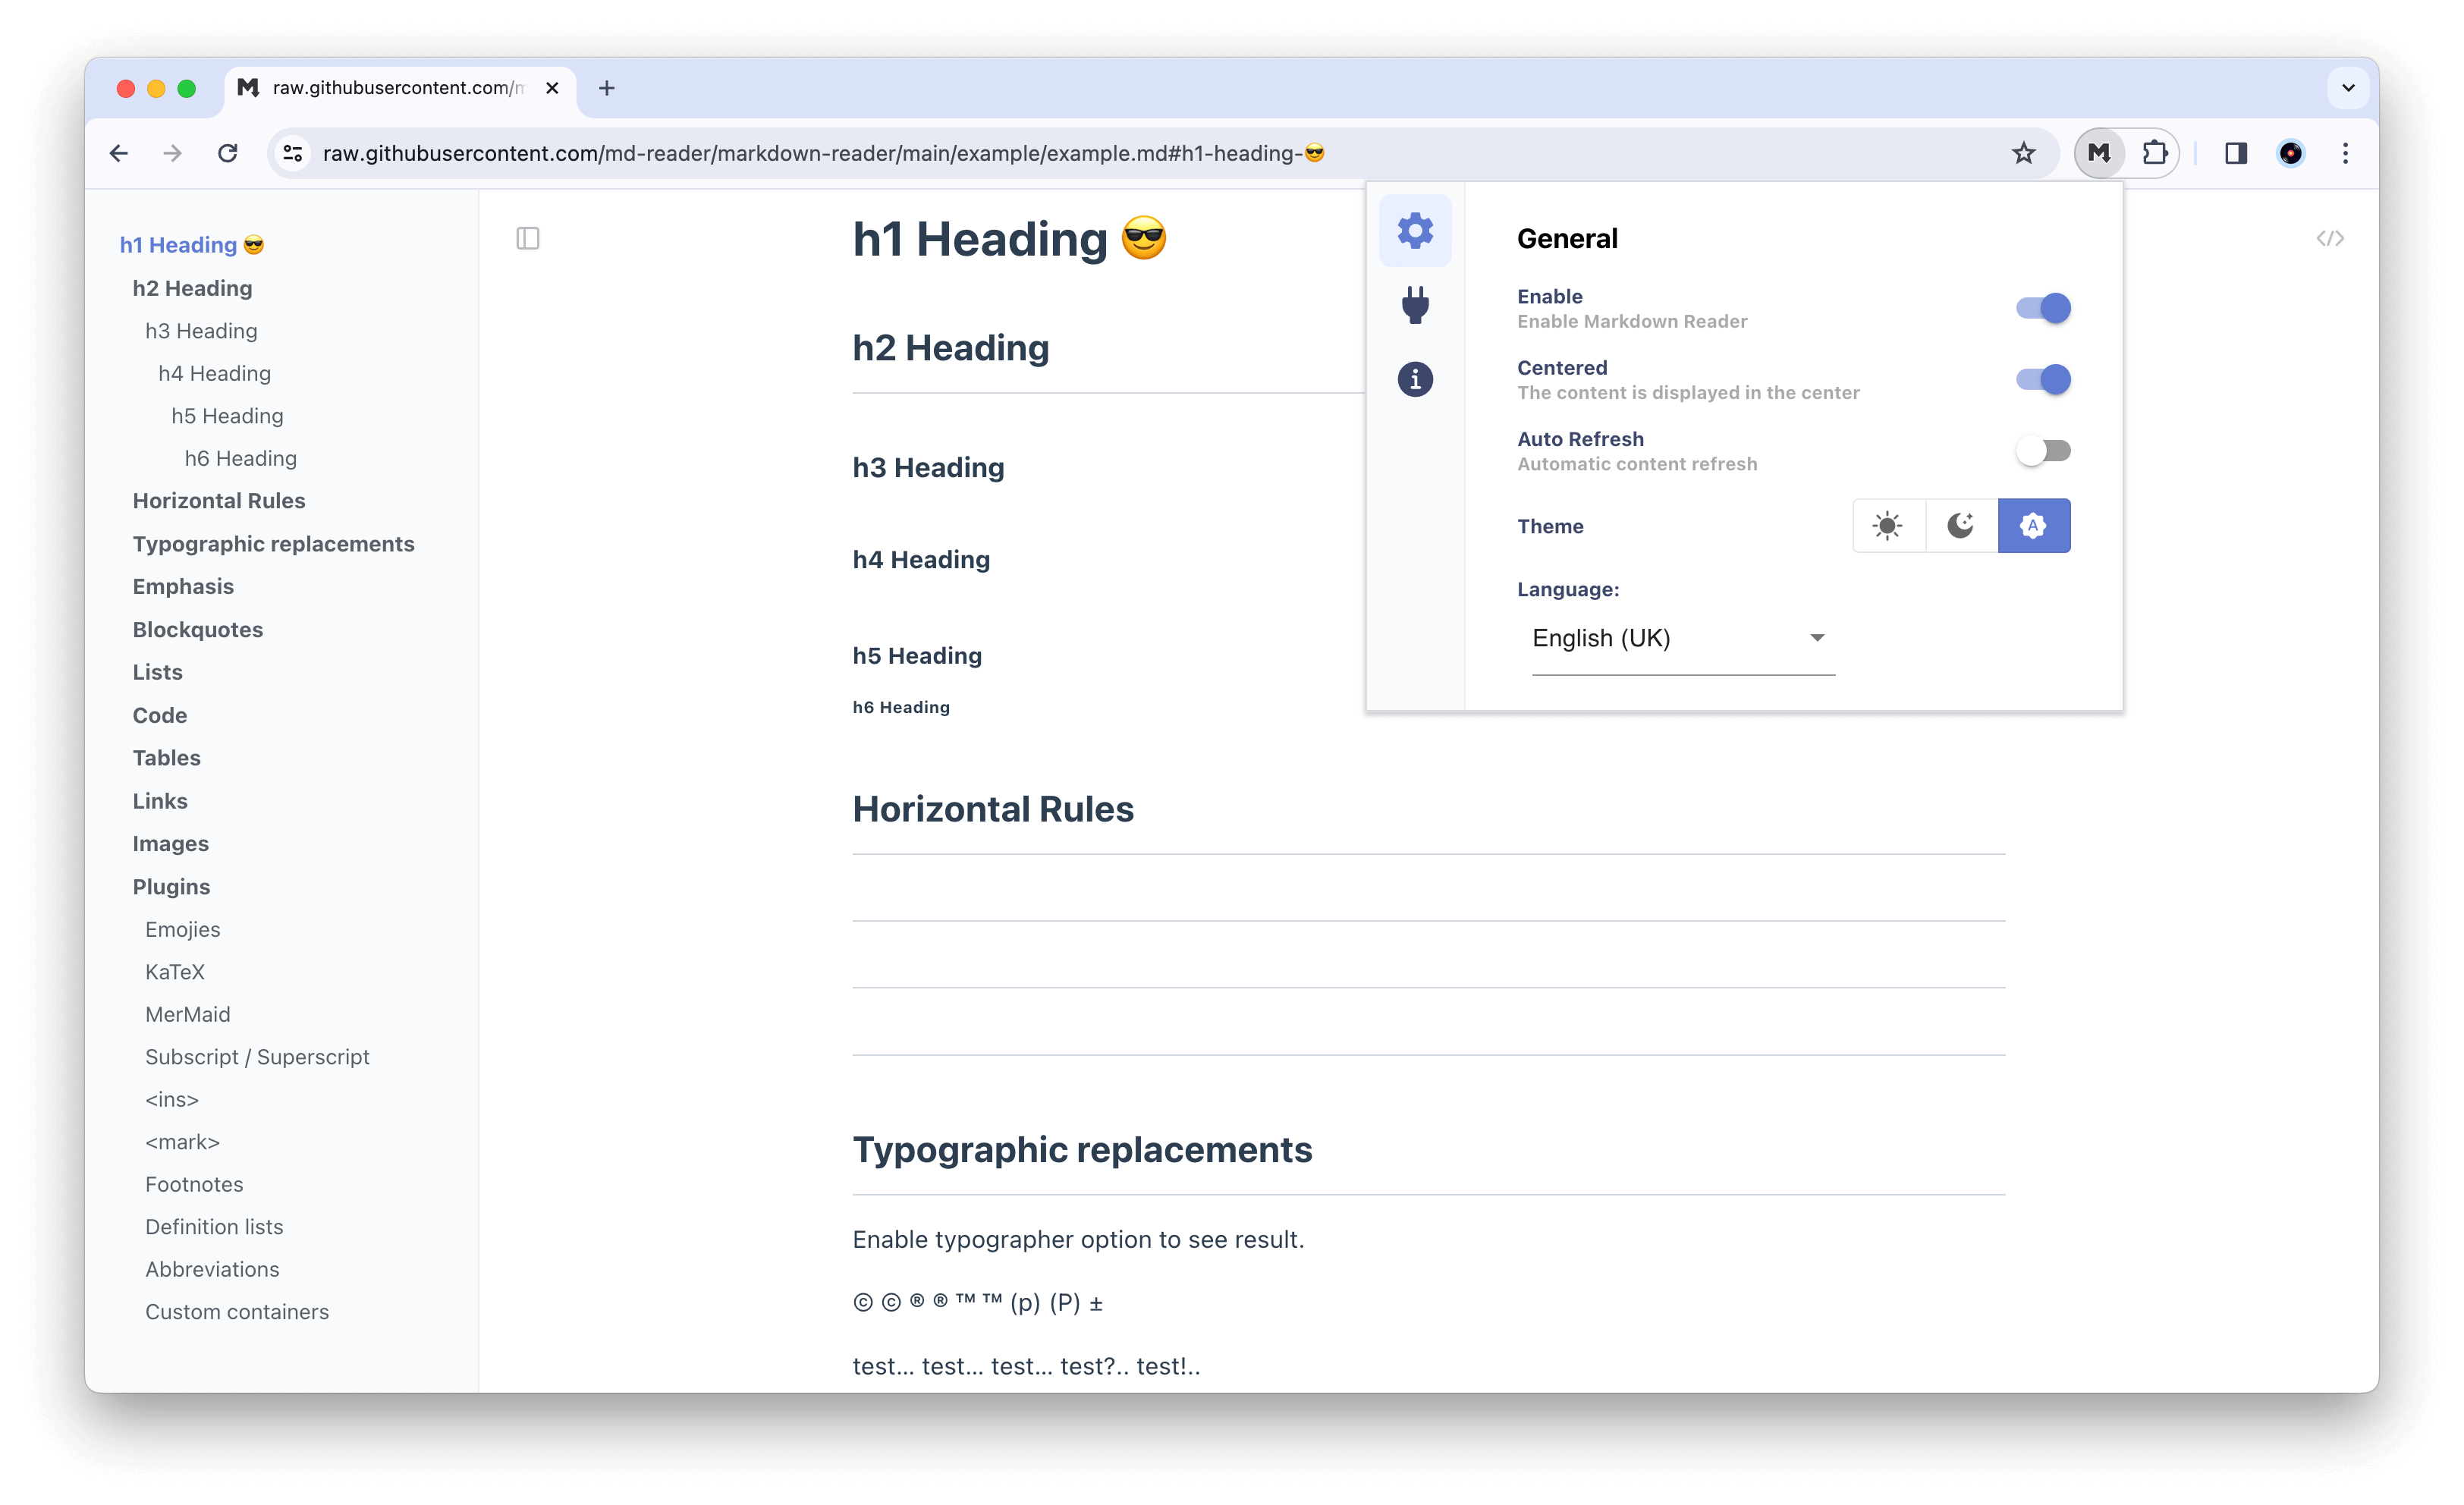 raw.githubusercontent.com/m
raw.githubusercontent.com/md-reader/markdown-reader/main/example/example.md#h1-heading-😎
h1 Heading 😎
h2 Heading
h3 Heading
h4 Heading
h5 Heading
h6 Heading
Horizontal Rules
Typographic replacements
Emphasis
Blockquotes
Lists
Code
Tables
Links
Images
Plugins
Emojies
KaTeX
MerMaid
Subscript / Superscript
<ins>
<mark>
Footnotes
Definition lists
Abbreviations
Custom containers
h1 Heading 😎
h2 Heading
h3 Heading
h4 Heading
h5 Heading
h6 Heading
Horizontal Rules
Typographic replacements
Enable typographer option to see result.
© © ® ® ™ ™ (p) (P) ±
test… test… test… test?.. test!..
General
Enable
Enable Markdown Reader
Centered
The content is displayed in the center
Auto Refresh
Automatic content refresh
Theme
A
Language:
English (UK)